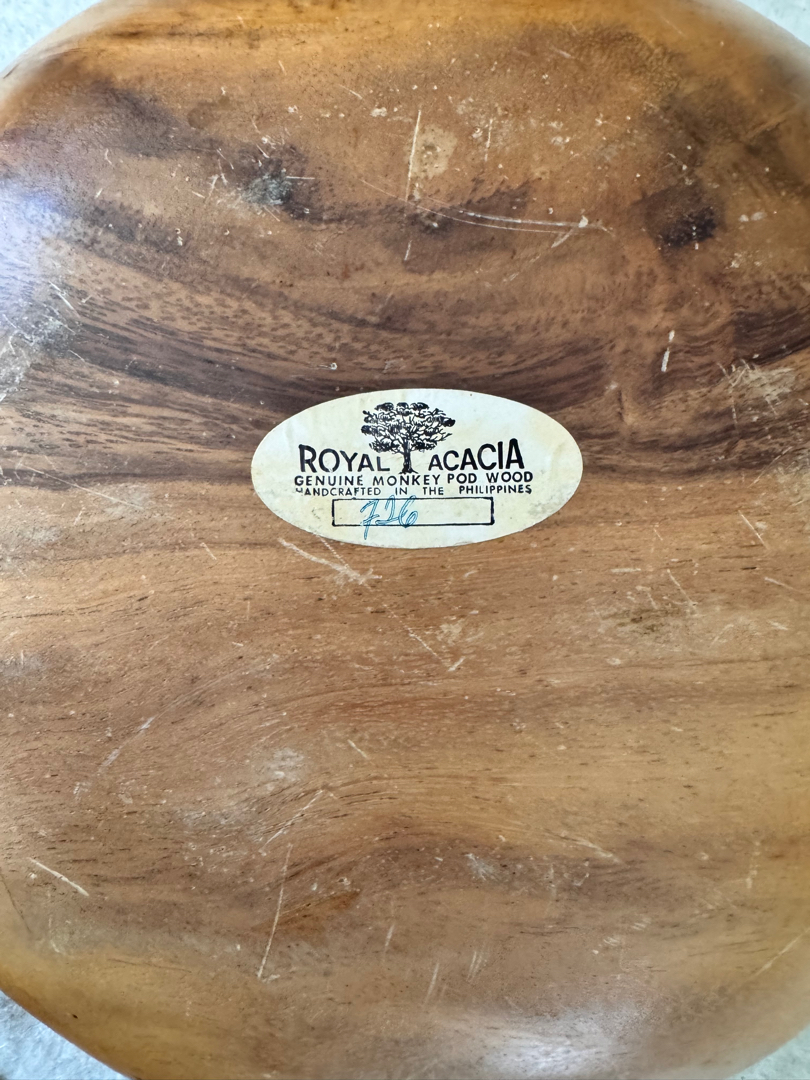 ROYAL ACACIA
GENUINE MONKEY POD WOOD
HANDCRAFTED IN THE PHILIPPINES
726